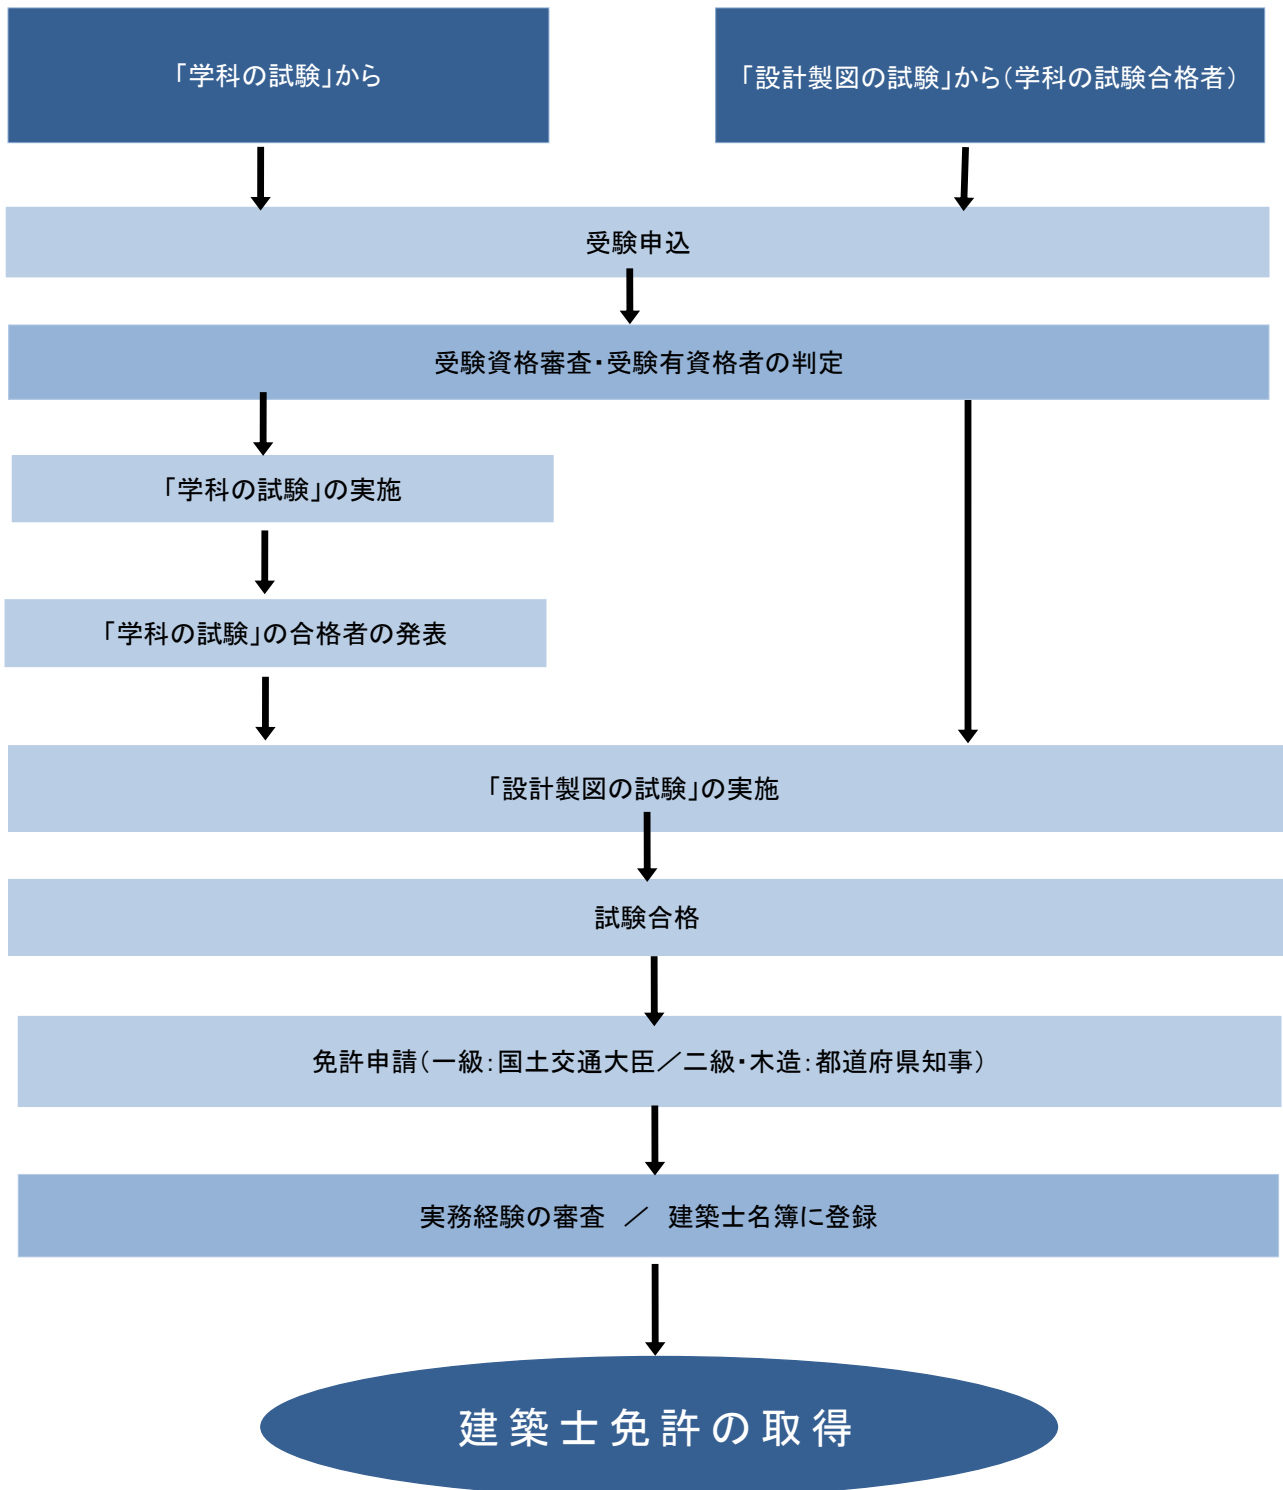 「学科の試験」から
「設計製図の試験」から（学科の試験合格者）
受験申込
受験資格審査・受験有資格者の判定
「学科の試験」の実施
「学科の試験」の合格者の発表
「設計製図の試験」の実施
試験合格
免許申請（一級：国土交通大臣／二級・木造：都道府県知事）
実務経験の審査　／　建築士名簿に登録
建築士免許の取得